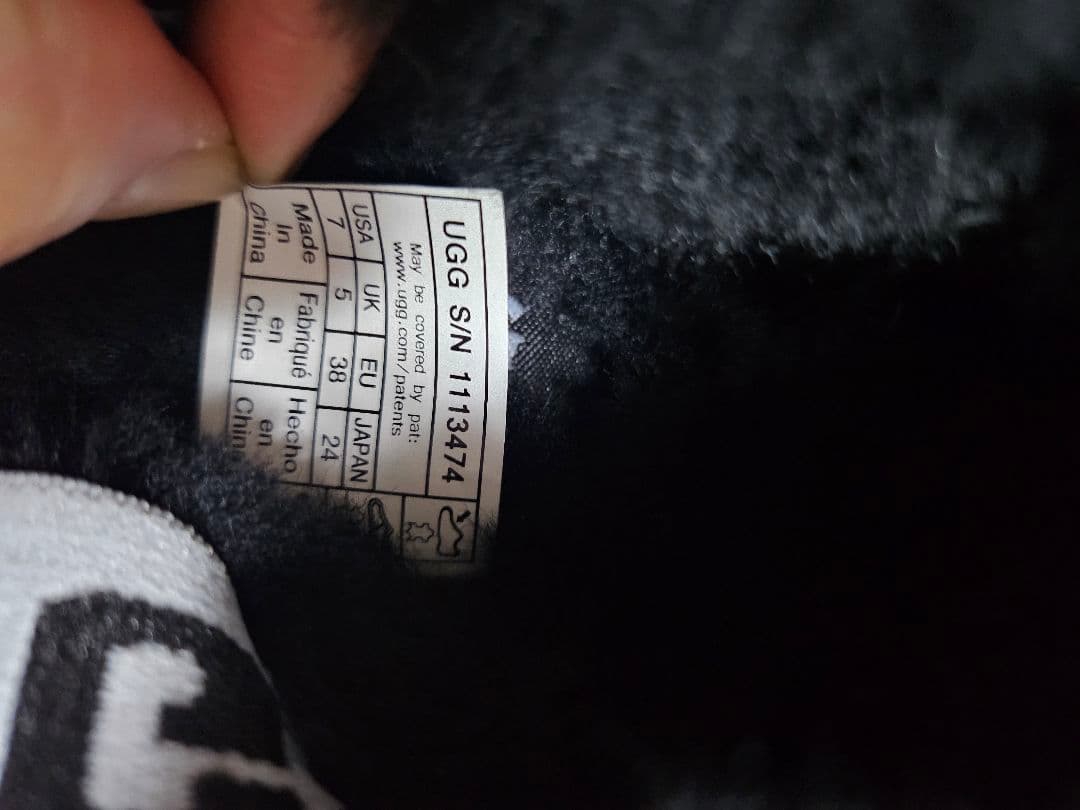 UGG S/N 1113474
May be covered by pat:
www.ugg.com/patents
USA UK EU JAPAN
7 5 38 24
Made Fabriqué Hecho
In en en
china Chine